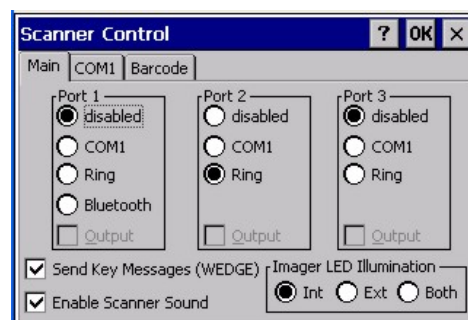 Scanner Control ? OK ×
Main COM1 Barcode
Port 1 Port 2 Port 3
disabled disabled disabled
COM1 COM1 COM1
Ring Ring Ring
Bluetooth
Output Output Output
Send Key Messages (WEDGE) Imager LED Illumination
Int Ext Both
Enable Scanner Sound